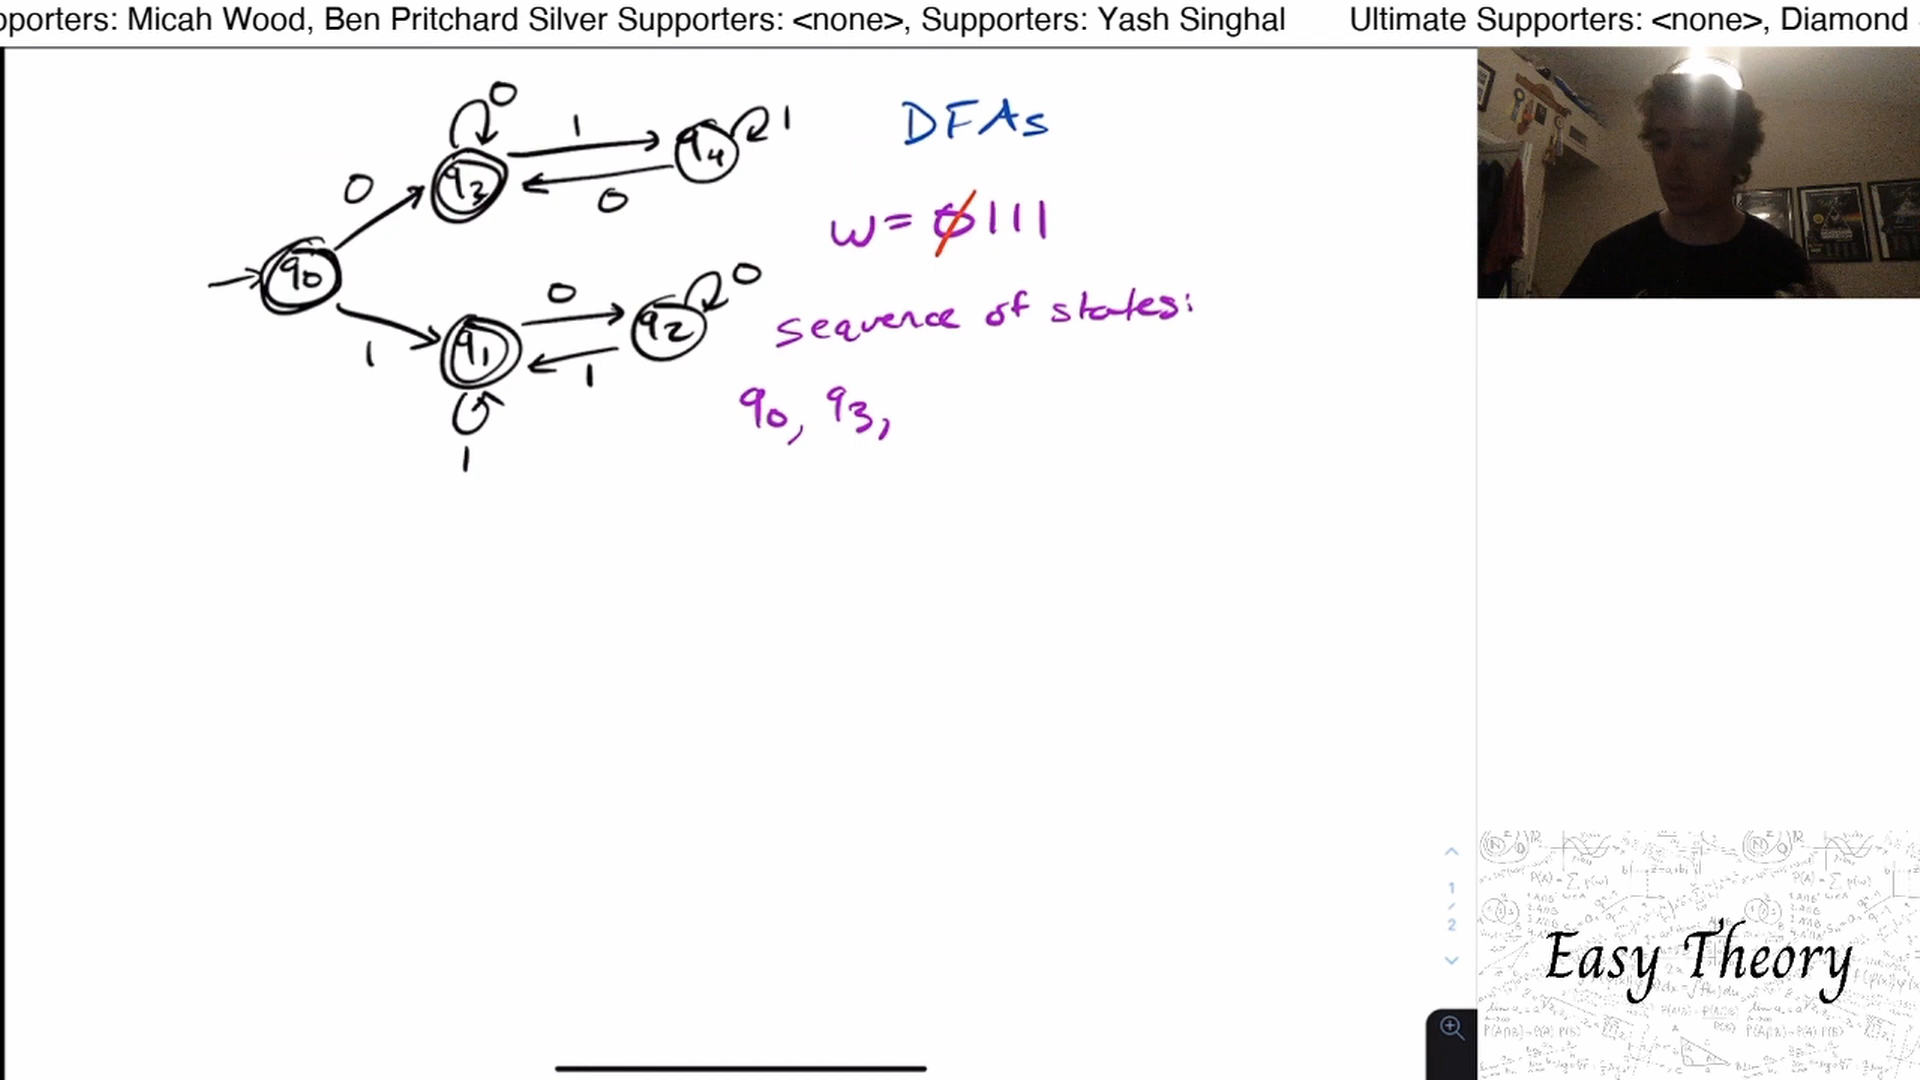 pporters: Micah Wood, Ben Pritchard Silver Supporters: <none>, Supporters: Yash Singhal Ultimate Supporters: <none>, Diamond
0
1
q4
1
DFAs
q3
0
0
w = 0111
q0
0
q2
0
sequence of states:
1
q1
1
q0, q3,
1
1
2
Easy Theory